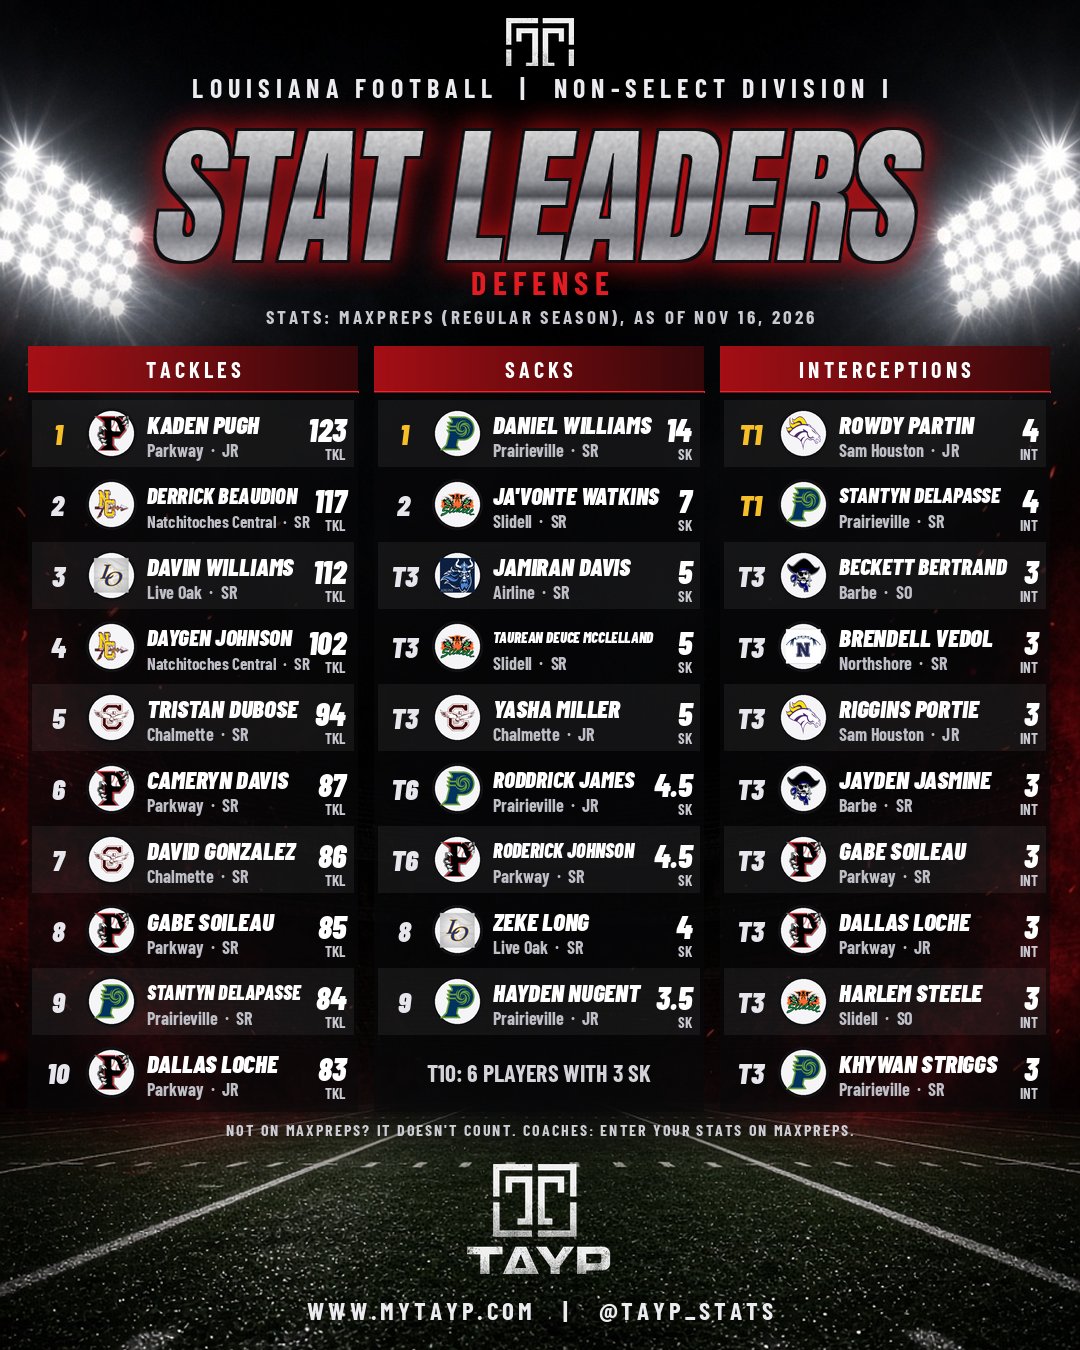 LOUISIANA FOOTBALL | NON-SELECT DIVISION I
STAT LEADERS
DEFENSE
STATS: MAXPREPS (REGULAR SEASON), AS OF NOV 16, 2026
TACKLES
1 KADEN PUGH 123
Parkway · JR TKL
2 DERRICK BEAUDION 117
Natchitoches Central · SR TKL
3 DAVIN WILLIAMS 112
Live Oak · SR TKL
4 DAYGEN JOHNSON 102
Natchitoches Central · SR TKL
5 TRISTAN DUBOSE 94
Chalmette · SR TKL
6 CAMERYN DAVIS 87
Parkway · SR TKL
7 DAVID GONZALEZ 86
Chalmette · SR TKL
8 GABE SOILEAU 85
Parkway · SR TKL
9 STANTYN DELAPASSE 84
Prairieville · SR TKL
10 DALLAS LOCHE 83
Parkway · JR TKL
SACKS
1 DANIEL WILLIAMS 14
Prairieville · SR SK
2 JA'VONTE WATKINS 7
Slidell · SR SK
T3 JAMIRAN DAVIS 5
Airline · SR SK
T3 TAUREAN DEUCE MCCLELLAND 5
Slidell · SR SK
T3 YASHA MILLER 5
Chalmette · JR SK
T6 RODDRICK JAMES 4.5
Prairieville · JR SK
T6 RODERICK JOHNSON 4.5
Parkway · SR SK
8 ZEKE LONG 4
Live Oak · SR SK
9 HAYDEN NUGENT 3.5
Prairieville · JR SK
T10: 6 PLAYERS WITH 3 SK
INTERCEPTIONS
T1 ROWDY PARTIN 4
Sam Houston · JR INT
T1 STANTYN DELAPASSE 4
Prairieville · SR INT
T3 BECKETT BERTRAND 3
Barbe · SO INT
T3 BRENDELL VEDOL 3
Northshore · SR INT
T3 RIGGINS PORTIE 3
Sam Houston · JR INT
T3 JAYDEN JASMINE 3
Barbe · SR INT
T3 GABE SOILEAU 3
Parkway · SR INT
T3 DALLAS LOCHE 3
Parkway · JR INT
T3 HARLEM STEELE 3
Slidell · SO INT
T3 KHYWAN STRIGGS 3
Prairieville · SR INT
NOT ON MAXPREPS? IT DOESN'T COUNT. COACHES: ENTER YOUR STATS ON MAXPREPS.
TAYP
WWW.MYTAYP.COM | @TAYP_STATS